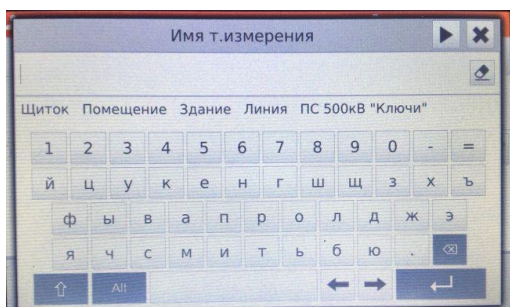 Имя т.измерения
Щиток Помещение Здание Линия ПС 500кВ "Ключи"
1 2 3 4 5 6 7 8 9 0 - =
й ц у к е н г ш щ з х ъ
ф ы в а п р о л д ж э
я ч с м и т ь б ю .
Alt